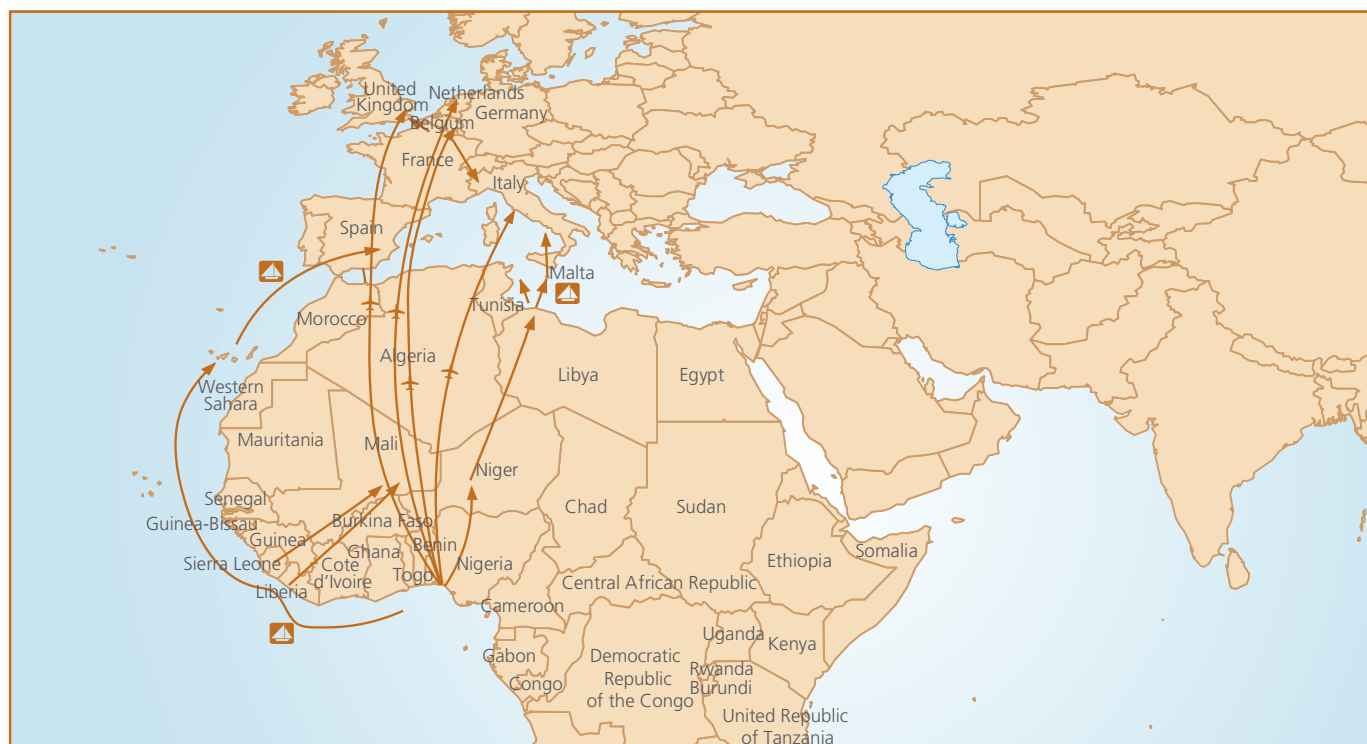 United
Kingdom
Netherlands
Germany
Belgium
France
Italy
Spain
Malta
Tunisia
Morocco
Algeria
Libya
Egypt
Western
Sahara
Mauritania
Mali
Niger
Chad
Sudan
Senegal
Guinea-Bissau
Guinea
Burkina Faso
Benin
Ghana
Togo
Nigeria
Sierra Leone
Cote
d'Ivoire
Liberia
Ethiopia
Somalia
Central African Republic
Cameroon
Uganda
Kenya
Gabon
Congo
Democratic
Republic
of the Congo
Rwanda
Burundi
United Republic
of Tanzania